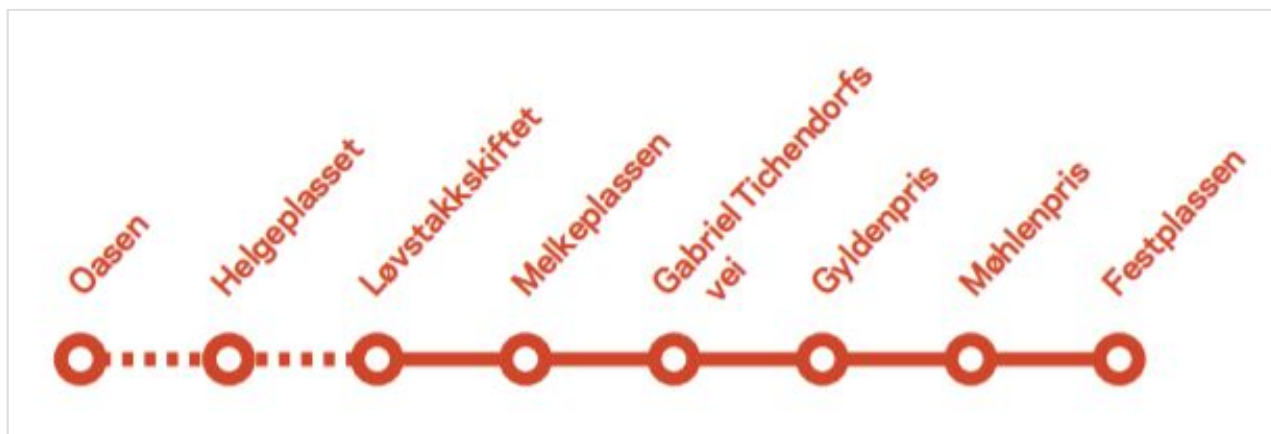 Oasen
Helgeplasset
Løvstakkskiftet
Melkeplassen
Gabriel Tichendorfs
vei
Gyldenpris
Møhlenpris
Festplassen